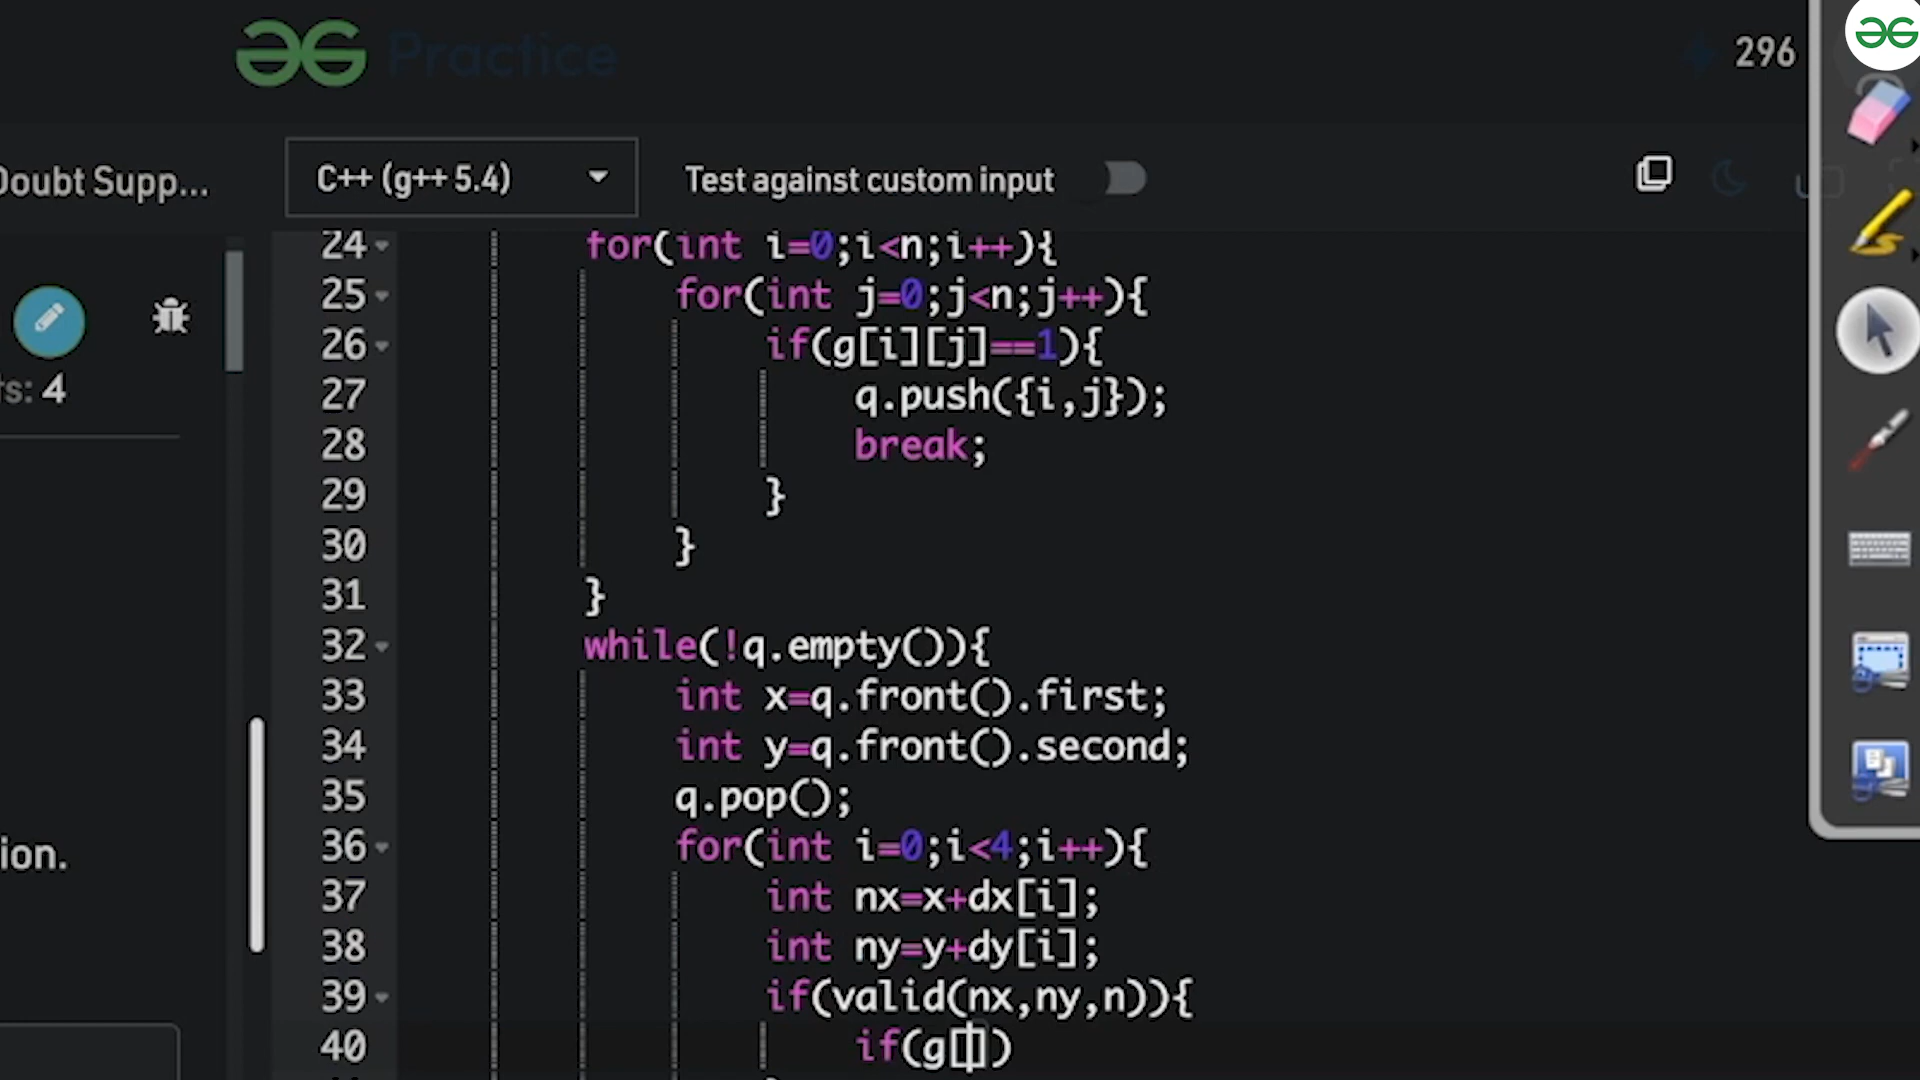 Practice
296
Doubt Supp...
C++ (g++ 5.4)
Test against custom input
s: 4
ion.
24 for(int i=0;i<n;i++){
25 for(int j=0;j<n;j++){
26 if(g[i][j]==1){
27 q.push({i,j});
28 break;
29 }
30 }
31 }
32 while(!q.empty()){
33 int x=q.front().first;
34 int y=q.front().second;
35 q.pop();
36 for(int i=0;i<4;i++){
37 int nx=x+dx[i];
38 int ny=y+dy[i];
39 if(valid(nx,ny,n)){
40 if(g[])